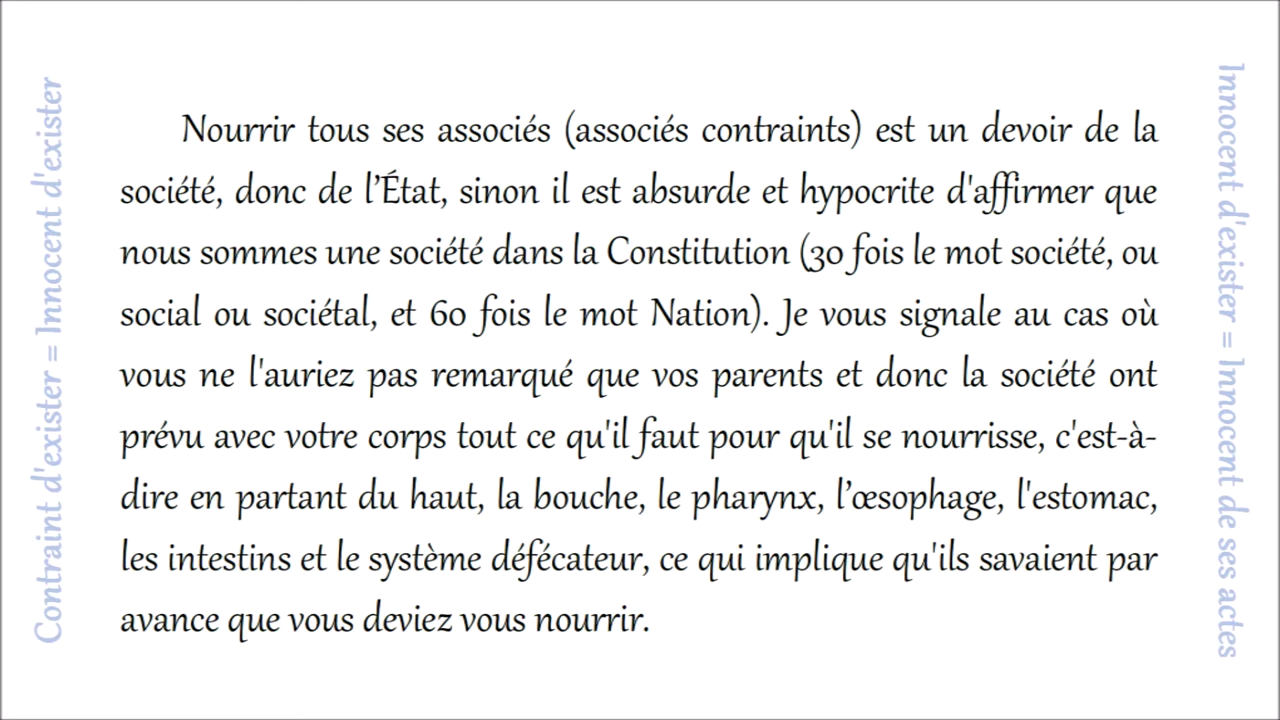 Contraint d'exister = Innocent d'exister
Nourrir tous ses associés (associés contraints) est un devoir de la
société, donc de l’État, sinon il est absurde et hypocrite d'affirmer que
nous sommes une société dans la Constitution (30 fois le mot société, ou
social ou sociétal, et 60 fois le mot Nation). Je vous signale au cas où
vous ne l'auriez pas remarqué que vos parents et donc la société ont
prévu avec votre corps tout ce qu'il faut pour qu'il se nourrisse, c'est-à-
dire en partant du haut, la bouche, le pharynx, l’œsophage, l'estomac,
les intestins et le système défécateur, ce qui implique qu'ils savaient par
avance que vous deviez vous nourrir.
Innocent d'exister = Innocent de ses actes